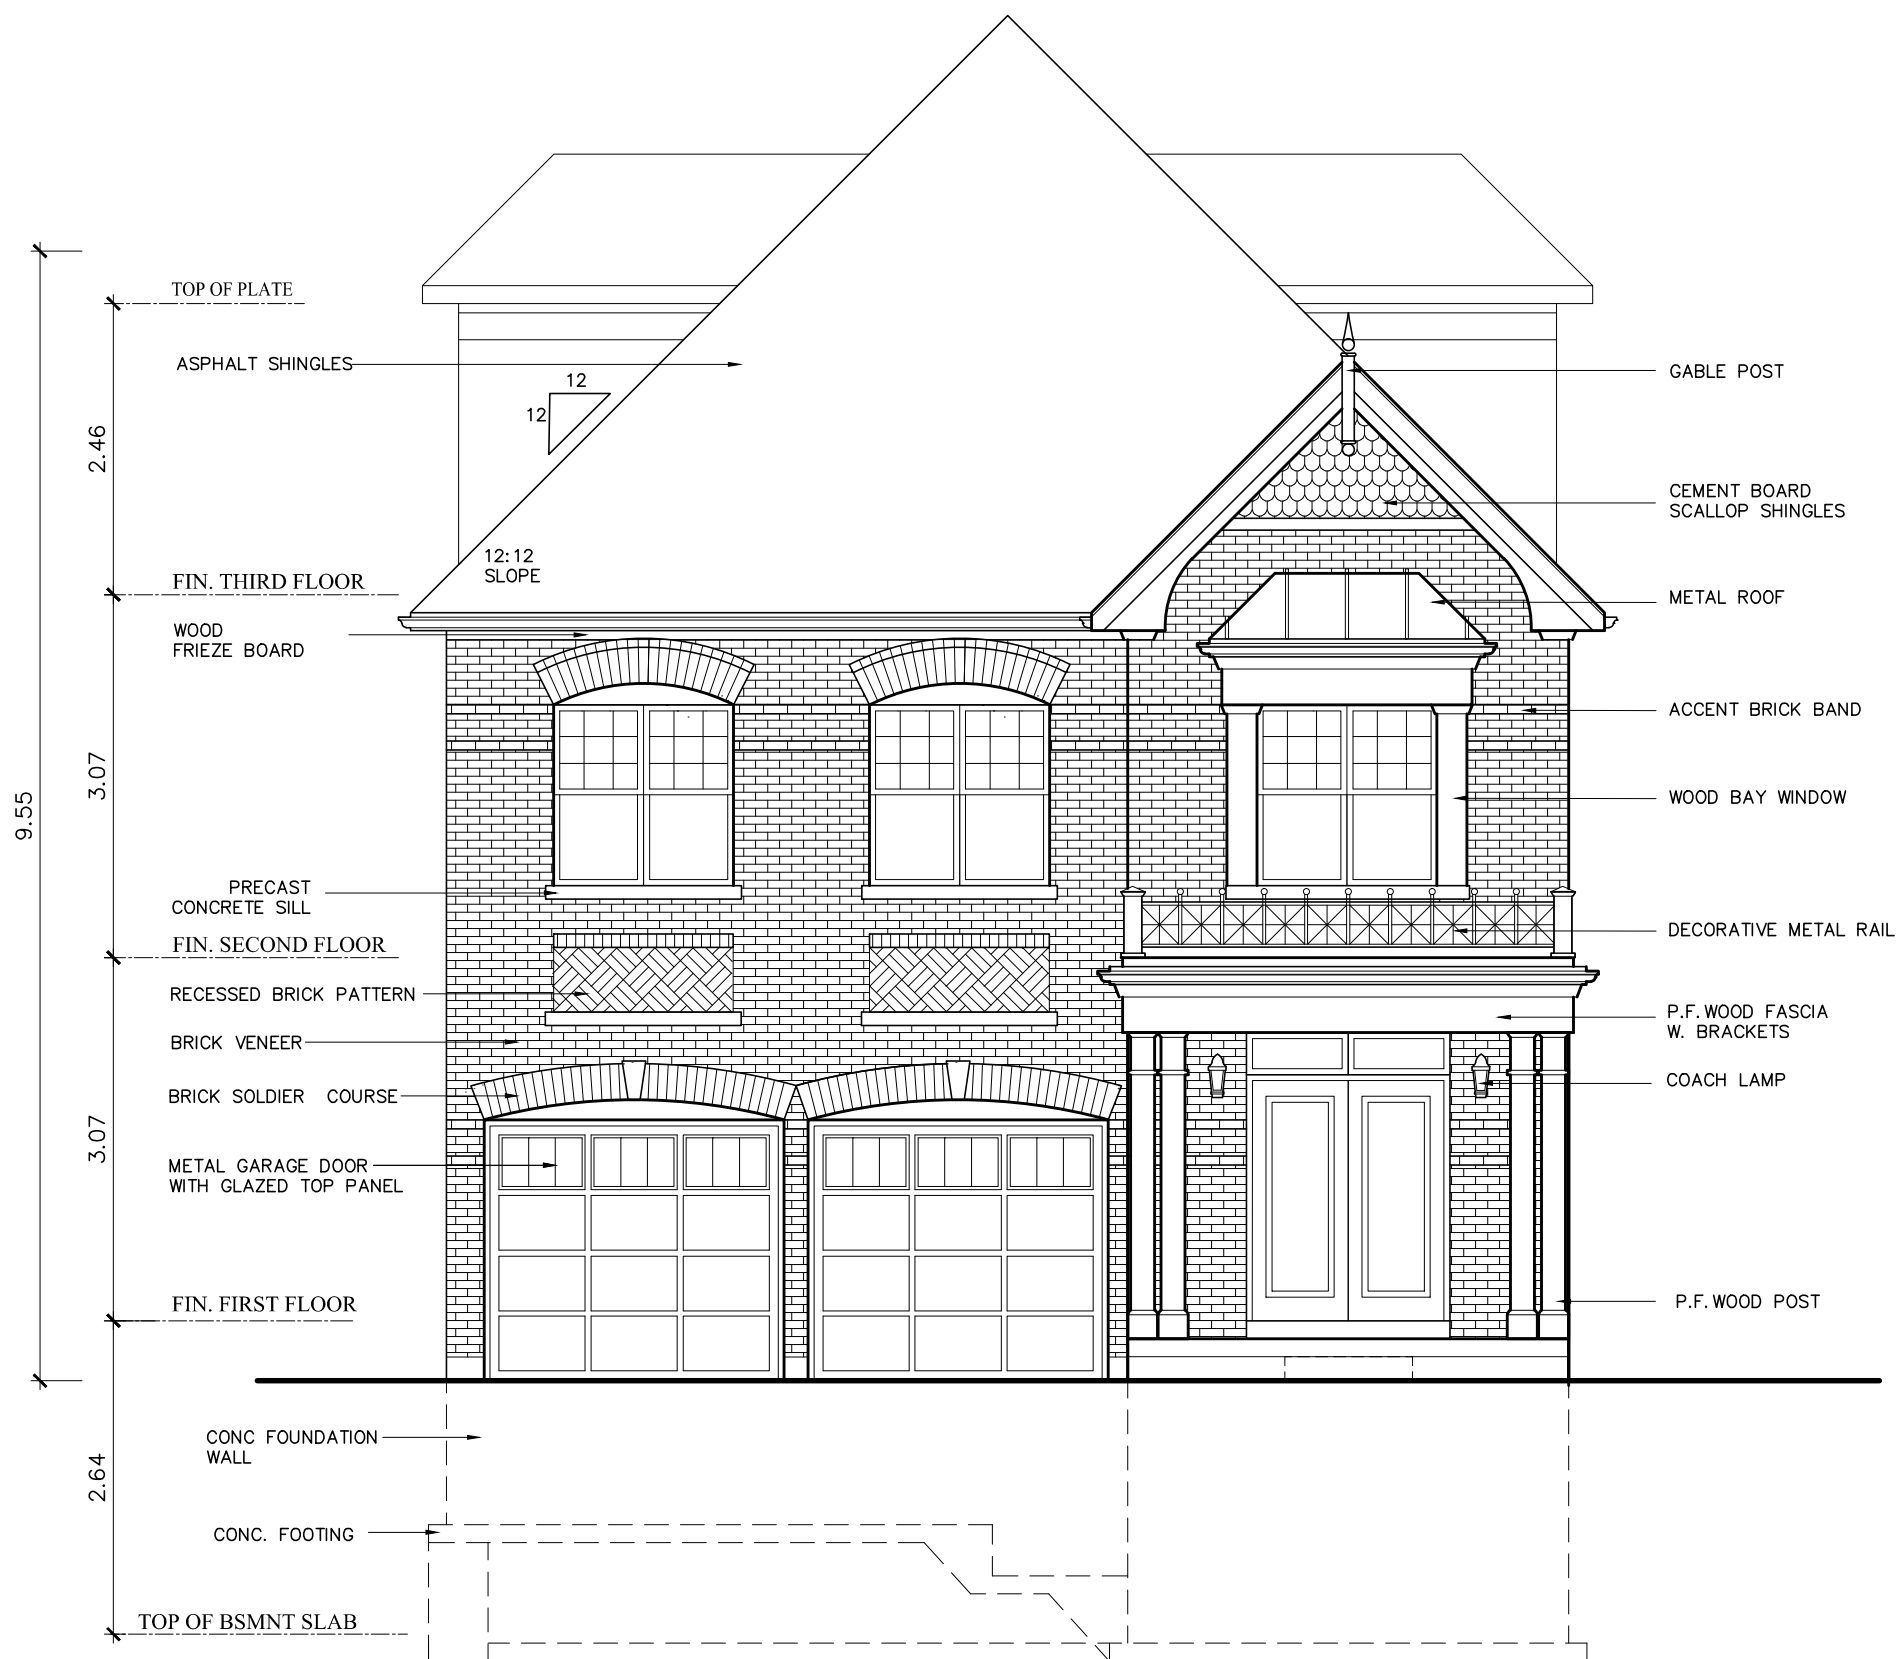 TOP OF PLATE
ASPHALT SHINGLES
12
12
2.46
12:12
SLOPE
FIN. THIRD FLOOR
WOOD
FRIEZE BOARD
3.07
9.55
PRECAST
CONCRETE SILL
FIN. SECOND FLOOR
RECESSED BRICK PATTERN
BRICK VENEER
BRICK SOLDIER COURSE
3.07
METAL GARAGE DOOR
WITH GLAZED TOP PANEL
FIN. FIRST FLOOR
CONC FOUNDATION
WALL
2.64
CONC. FOOTING
TOP OF BSMNT SLAB
GABLE POST
CEMENT BOARD
SCALLOP SHINGLES
METAL ROOF
ACCENT BRICK BAND
WOOD BAY WINDOW
DECORATIVE METAL RAIL
P.F. WOOD FASCIA
W. BRACKETS
COACH LAMP
P.F. WOOD POST